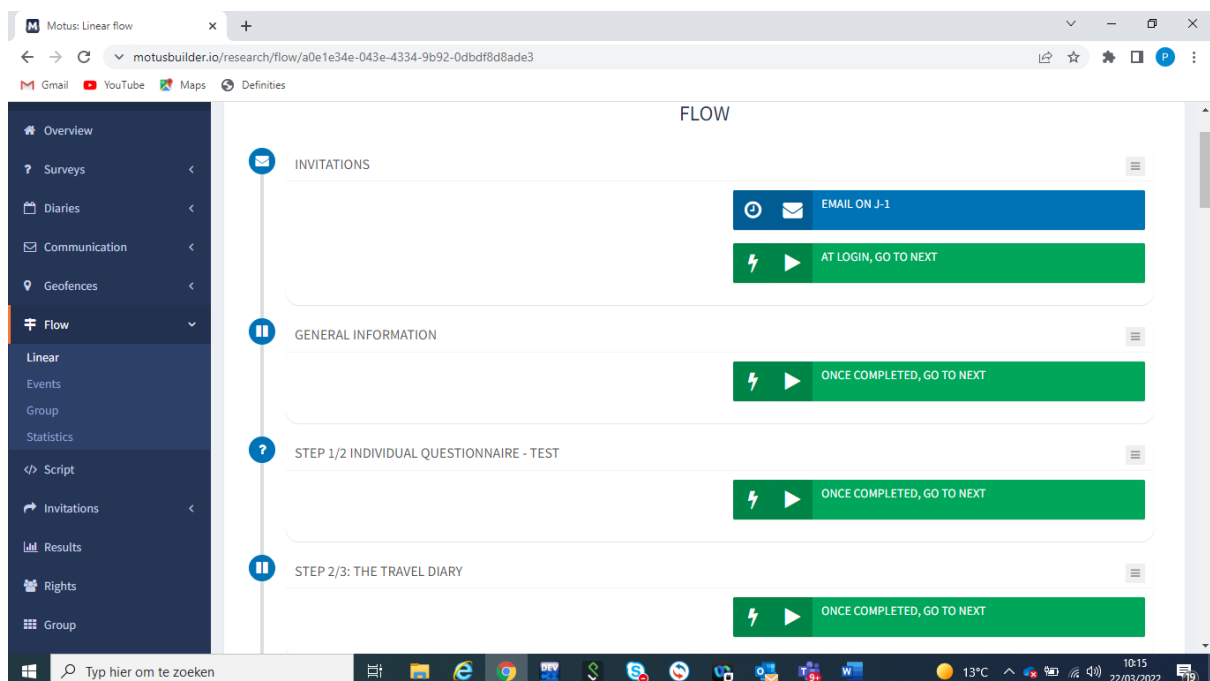 Motus: Linear flow
motusbuilder.io/research/flow/a0e1e34e-043e-4334-9b92-0dbdf8d8ade3
P
Gmail YouTube Maps Definities
Overview
Surveys
Diaries
Communication
Geofences
Flow
Linear
Events
Group
Statistics
Script
Invitations
Results
Rights
Group
FLOW
INVITATIONS
EMAIL ON J-1
AT LOGIN, GO TO NEXT
GENERAL INFORMATION
ONCE COMPLETED, GO TO NEXT
STEP 1/2 INDIVIDUAL QUESTIONNAIRE - TEST
ONCE COMPLETED, GO TO NEXT
STEP 2/3: THE TRAVEL DIARY
ONCE COMPLETED, GO TO NEXT
Typ hier om te zoeken
DEV
9+
13°C
10:15
22/03/2022
19